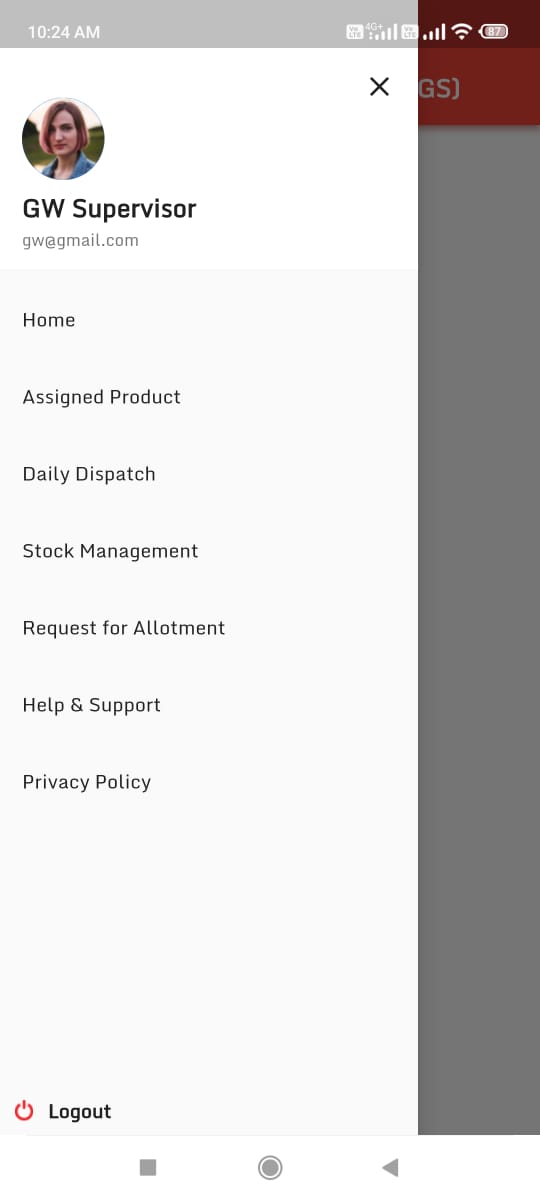 10:24 AM
Vo LTE 4G+ Vo LTE 87
GS)
GW Supervisor
gw@gmail.com
Home
Assigned Product
Daily Dispatch
Stock Management
Request for Allotment
Help & Support
Privacy Policy
Logout